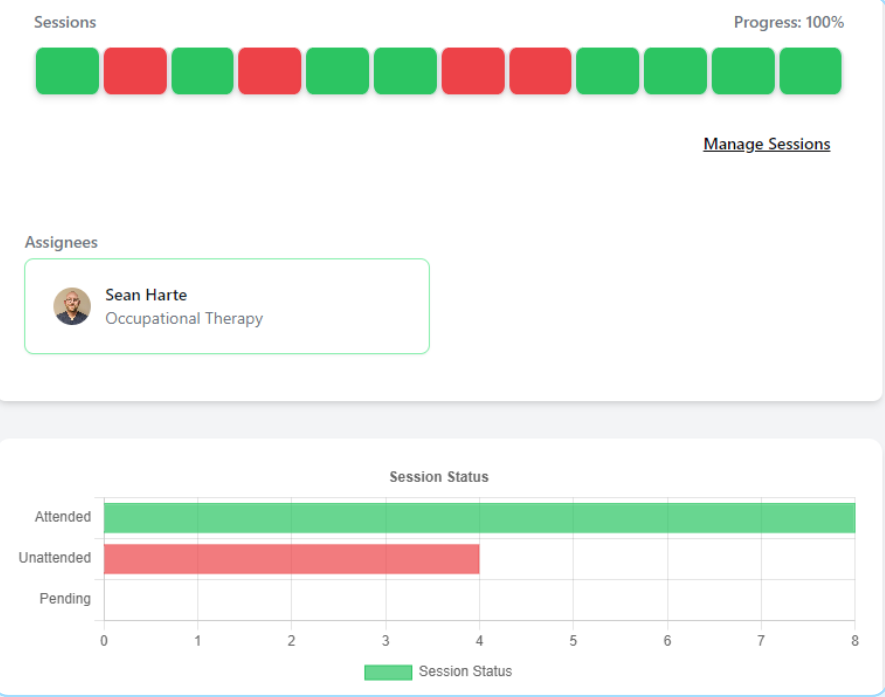 Sessions
Progress: 100%
Manage Sessions
Assignees
Sean Harte
Occupational Therapy
Session Status
Attended
Unattended
Pending
0 1 2 3 4 5 6 7 8
Session Status